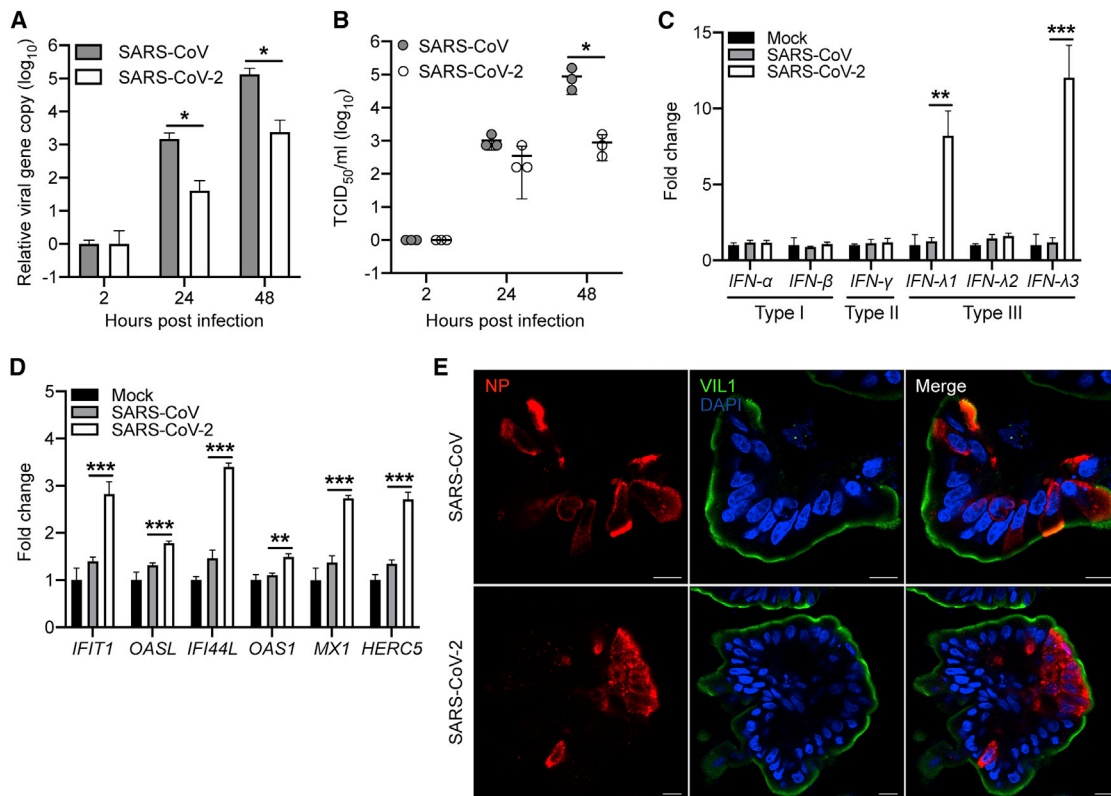 A
SARS-CoV
SARS-CoV-2
Relative viral gene copy (log10)
6
5
4
3
2
1
0
-1
*
*
2 24 48
Hours post infection
B
SARS-CoV
SARS-CoV-2
TCID50/ml (log10)
6
5
4
3
2
1
0
-1
*
2 24 48
Hours post infection
C
Mock
SARS-CoV
SARS-CoV-2
Fold change
15
10
5
0
**
***
IFN-α IFN-β IFN-γ IFN-λ1 IFN-λ2 IFN-λ3
Type I Type II Type III
D
Mock
SARS-CoV
SARS-CoV-2
Fold change
5
4
3
2
1
0
*** *** *** ** *** ***
IFIT1 OASL IFI44L OAS1 MX1 HERC5
E
NP
VIL1
DAPI
Merge
SARS-CoV
SARS-CoV-2